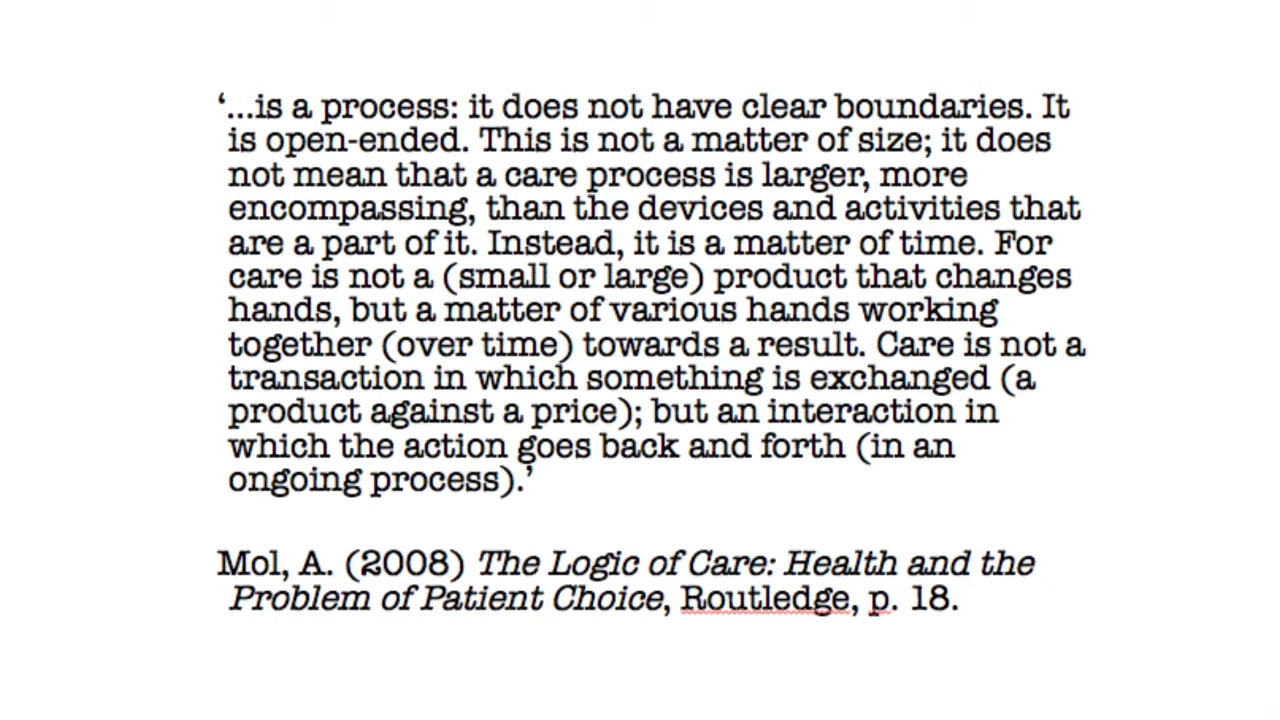 ‘...is a process: it does not have clear boundaries. It
is open-ended. This is not a matter of size; it does
not mean that a care process is larger, more
encompassing, than the devices and activities that
are a part of it. Instead, it is a matter of time. For
care is not a (small or large) product that changes
hands, but a matter of various hands working
together (over time) towards a result. Care is not a
transaction in which something is exchanged (a
product against a price); but an interaction in
which the action goes back and forth (in an
ongoing process).’
Mol, A. (2008) The Logic of Care: Health and the
Problem of Patient Choice, Routledge, p. 18.